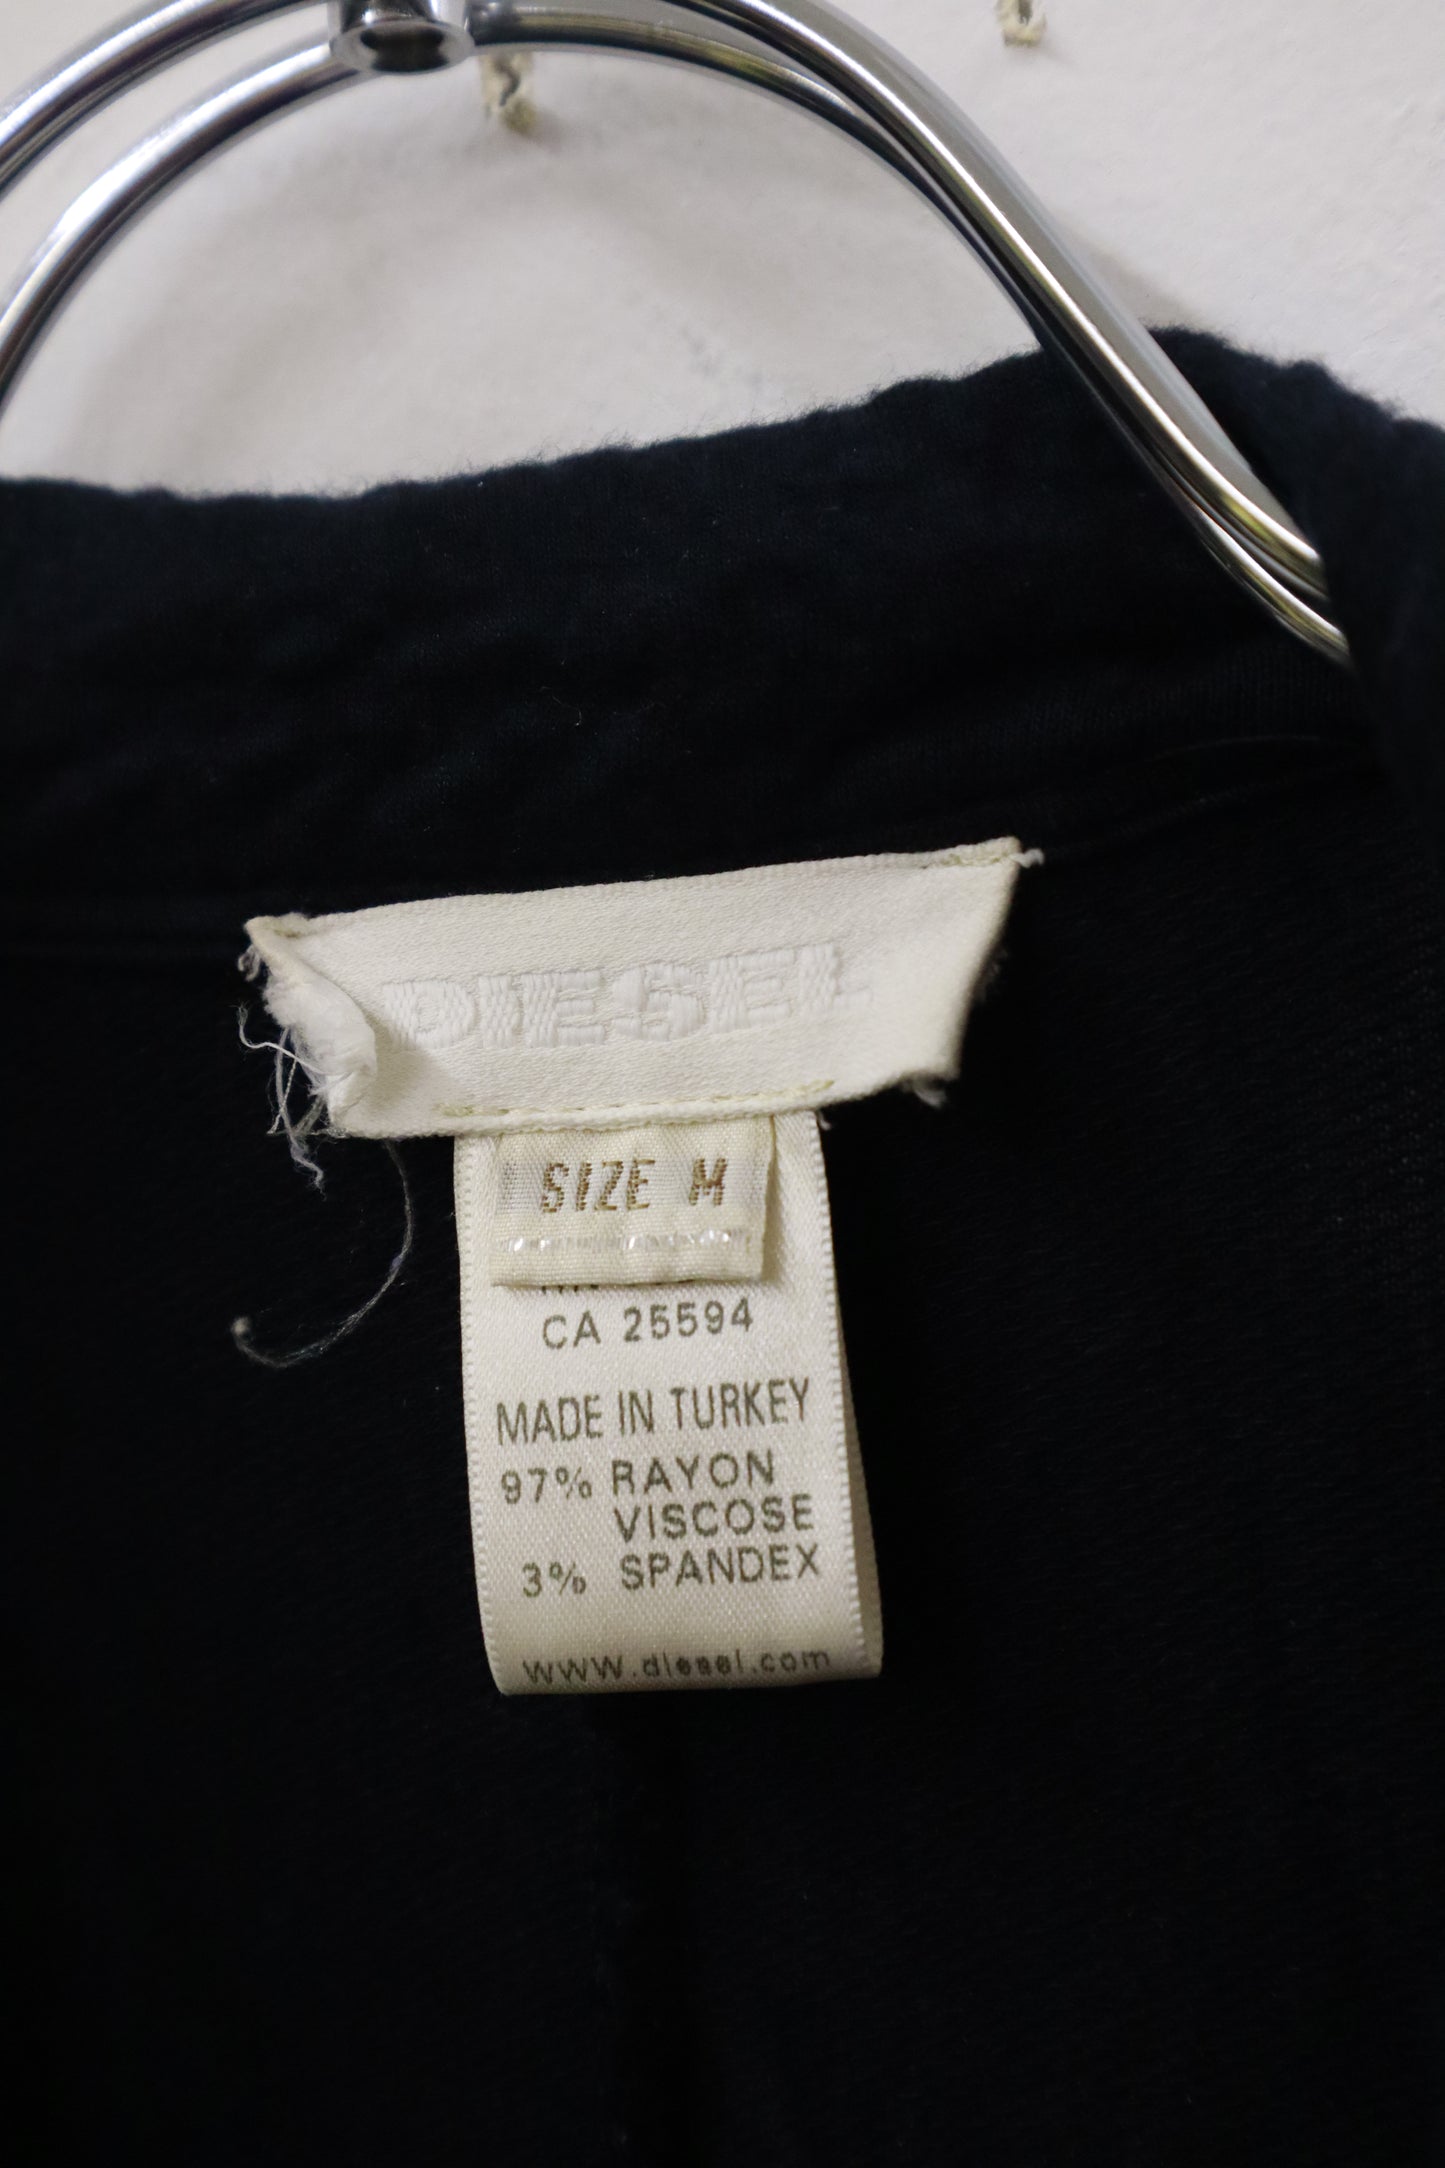 DIESEL
SIZE M
CA 25594
MADE IN TURKEY
97% RAYON
VISCOSE
3% SPANDEX
www.diesel.com